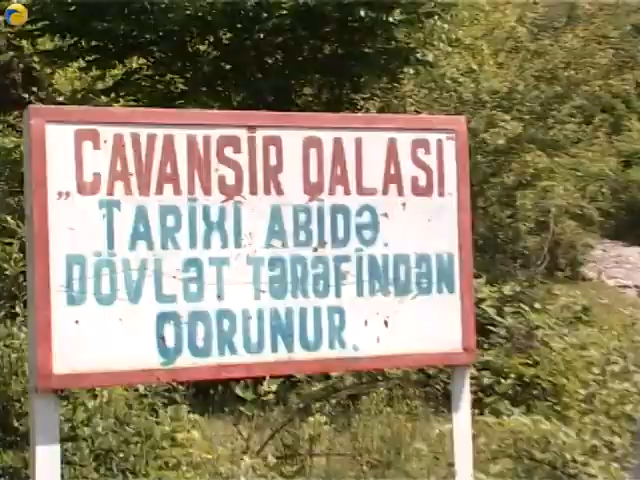 „CAVANŞİR QALASI"
TARİXİ ABİDƏ.
DÖVLƏT TƏRƏFİNDƏN
QORUNUR.